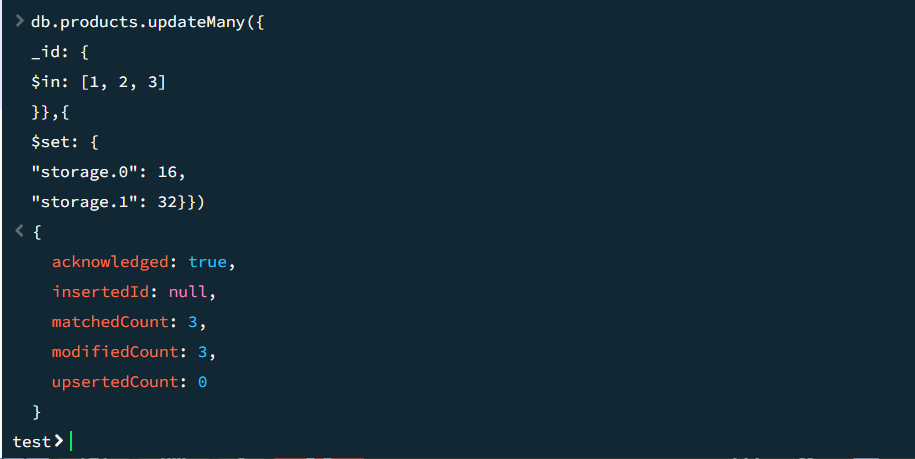 > db.products.updateMany({
_id: {
$in: [1, 2, 3]
}},{
$set: {
"storage.0": 16,
"storage.1": 32}})
< {
acknowledged: true,
insertedId: null,
matchedCount: 3,
modifiedCount: 3,
upsertedCount: 0
}
test>